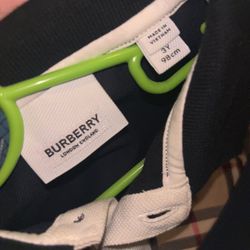 MADE IN
VIETNAM
3Y
98cm
BURBERRY
LONDON ENGLAND